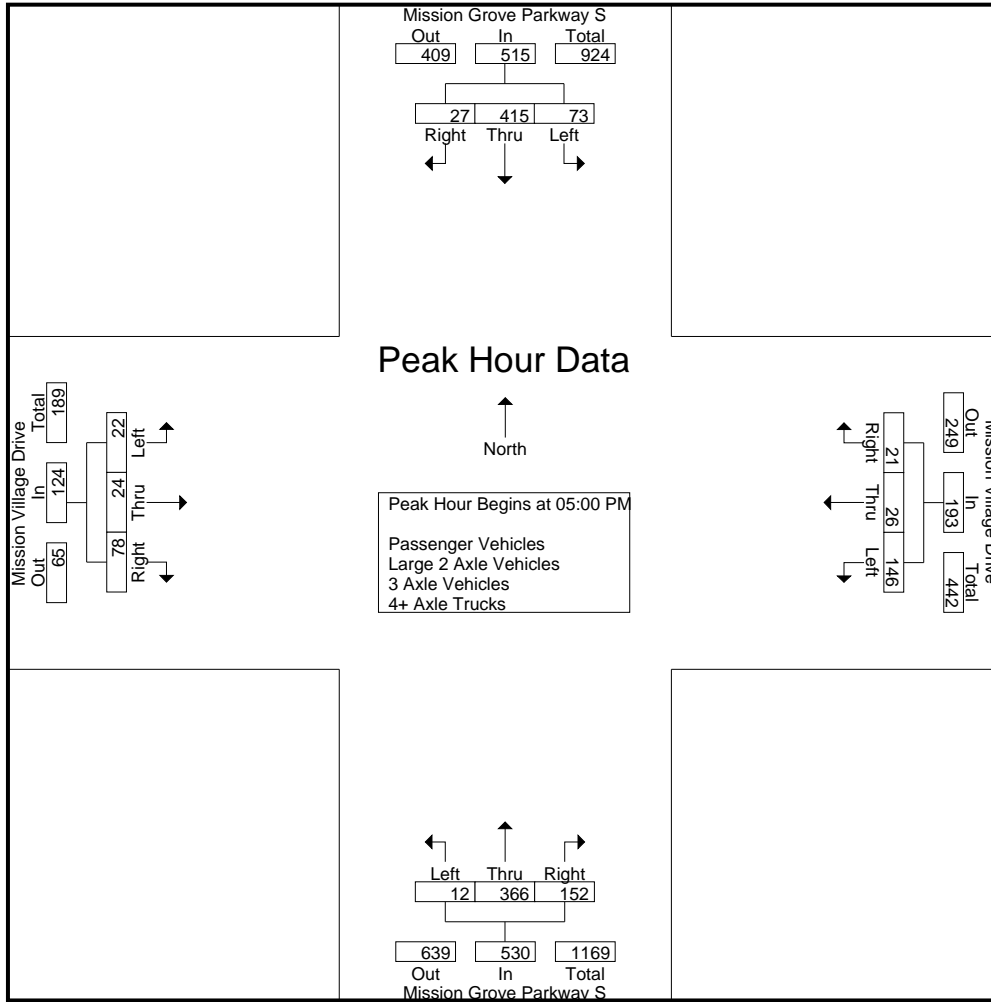 Mission Grove Parkway S
Out In Total
409 515 924
27 415 73
Right Thru Left
Peak Hour Data
North
Peak Hour Begins at 05:00 PM
Passenger Vehicles
Large 2 Axle Vehicles
3 Axle Vehicles
4+ Axle Trucks
Mission Village Drive
Out In Total
65 124 189
22 24 78
Left Thru Right
Right Thru Left
21 26 146
249 193 442
Out In Total
Mission Village Drive
Left Thru Right
12 366 152
639 530 1169
Out In Total
Mission Grove Parkway S